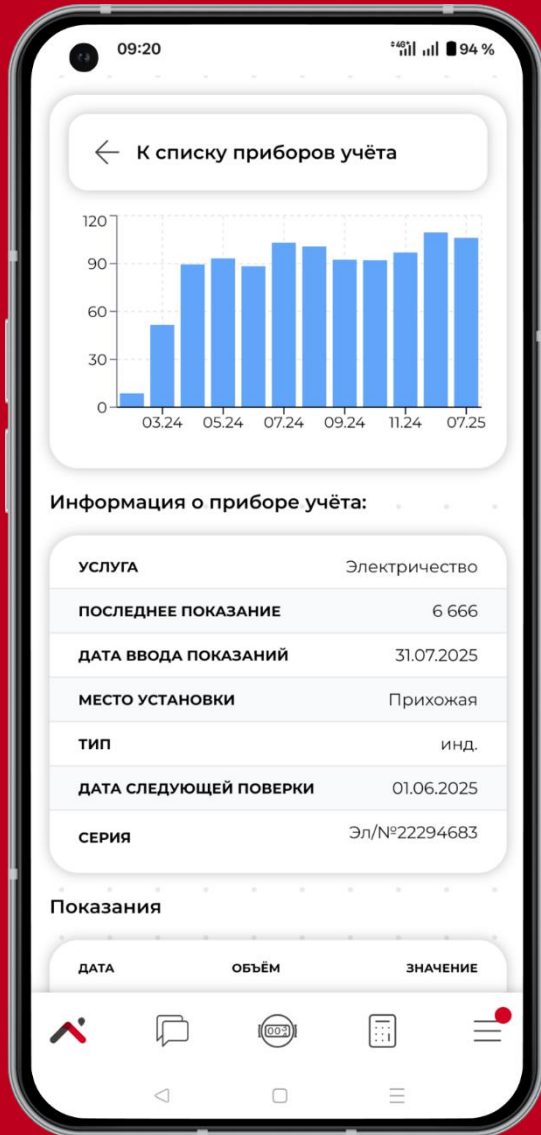 09:20 4G 94 %
К списку приборов учёта
120
90
60
30
0
03.24 05.24 07.24 09.24 11.24 07.25
Информация о приборе учёта:
УСЛУГА Электричество
ПОСЛЕДНЕЕ ПОКАЗАНИЕ 6 666
ДАТА ВВОДА ПОКАЗАНИЙ 31.07.2025
МЕСТО УСТАНОВКИ Прихожая
ТИП инд.
ДАТА СЛЕДУЮЩЕЙ ПОВЕРКИ 01.06.2025
СЕРИЯ Эл/№22294683
Показания
ДАТА ОБЪЁМ ЗНАЧЕНИЕ